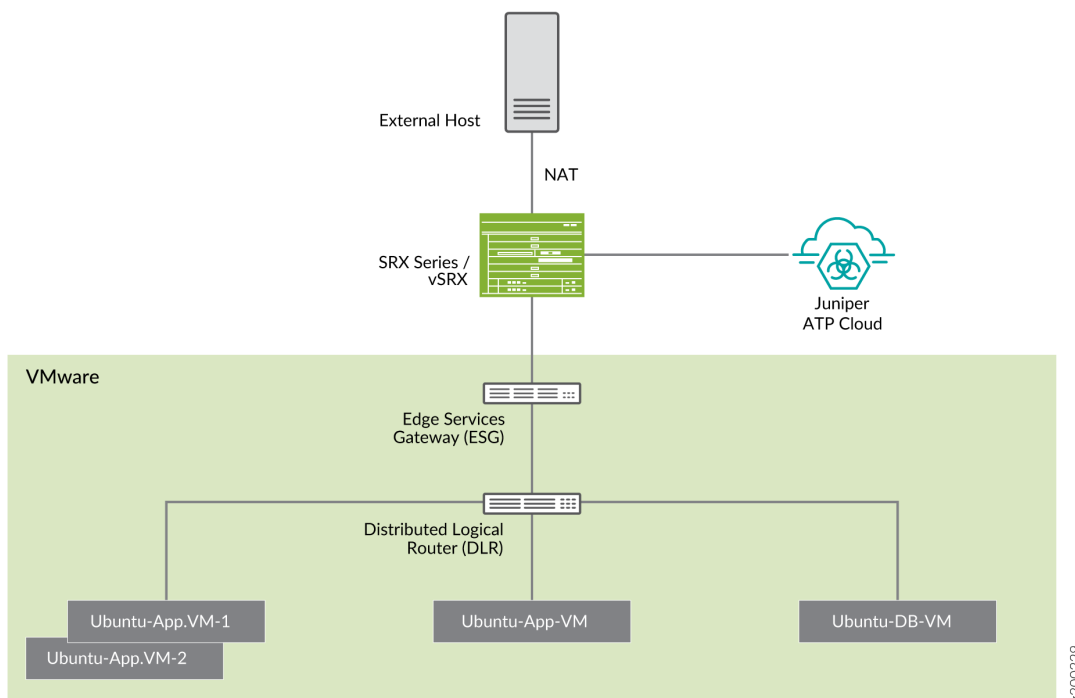 External Host
NAT
SRX Series /
vSRX
Juniper
ATP Cloud
VMware
Edge Services
Gateway (ESG)
Distributed Logical
Router (DLR)
Ubuntu-App.VM-1
Ubuntu-App-VM
Ubuntu-DB-VM
Ubuntu-App.VM-2